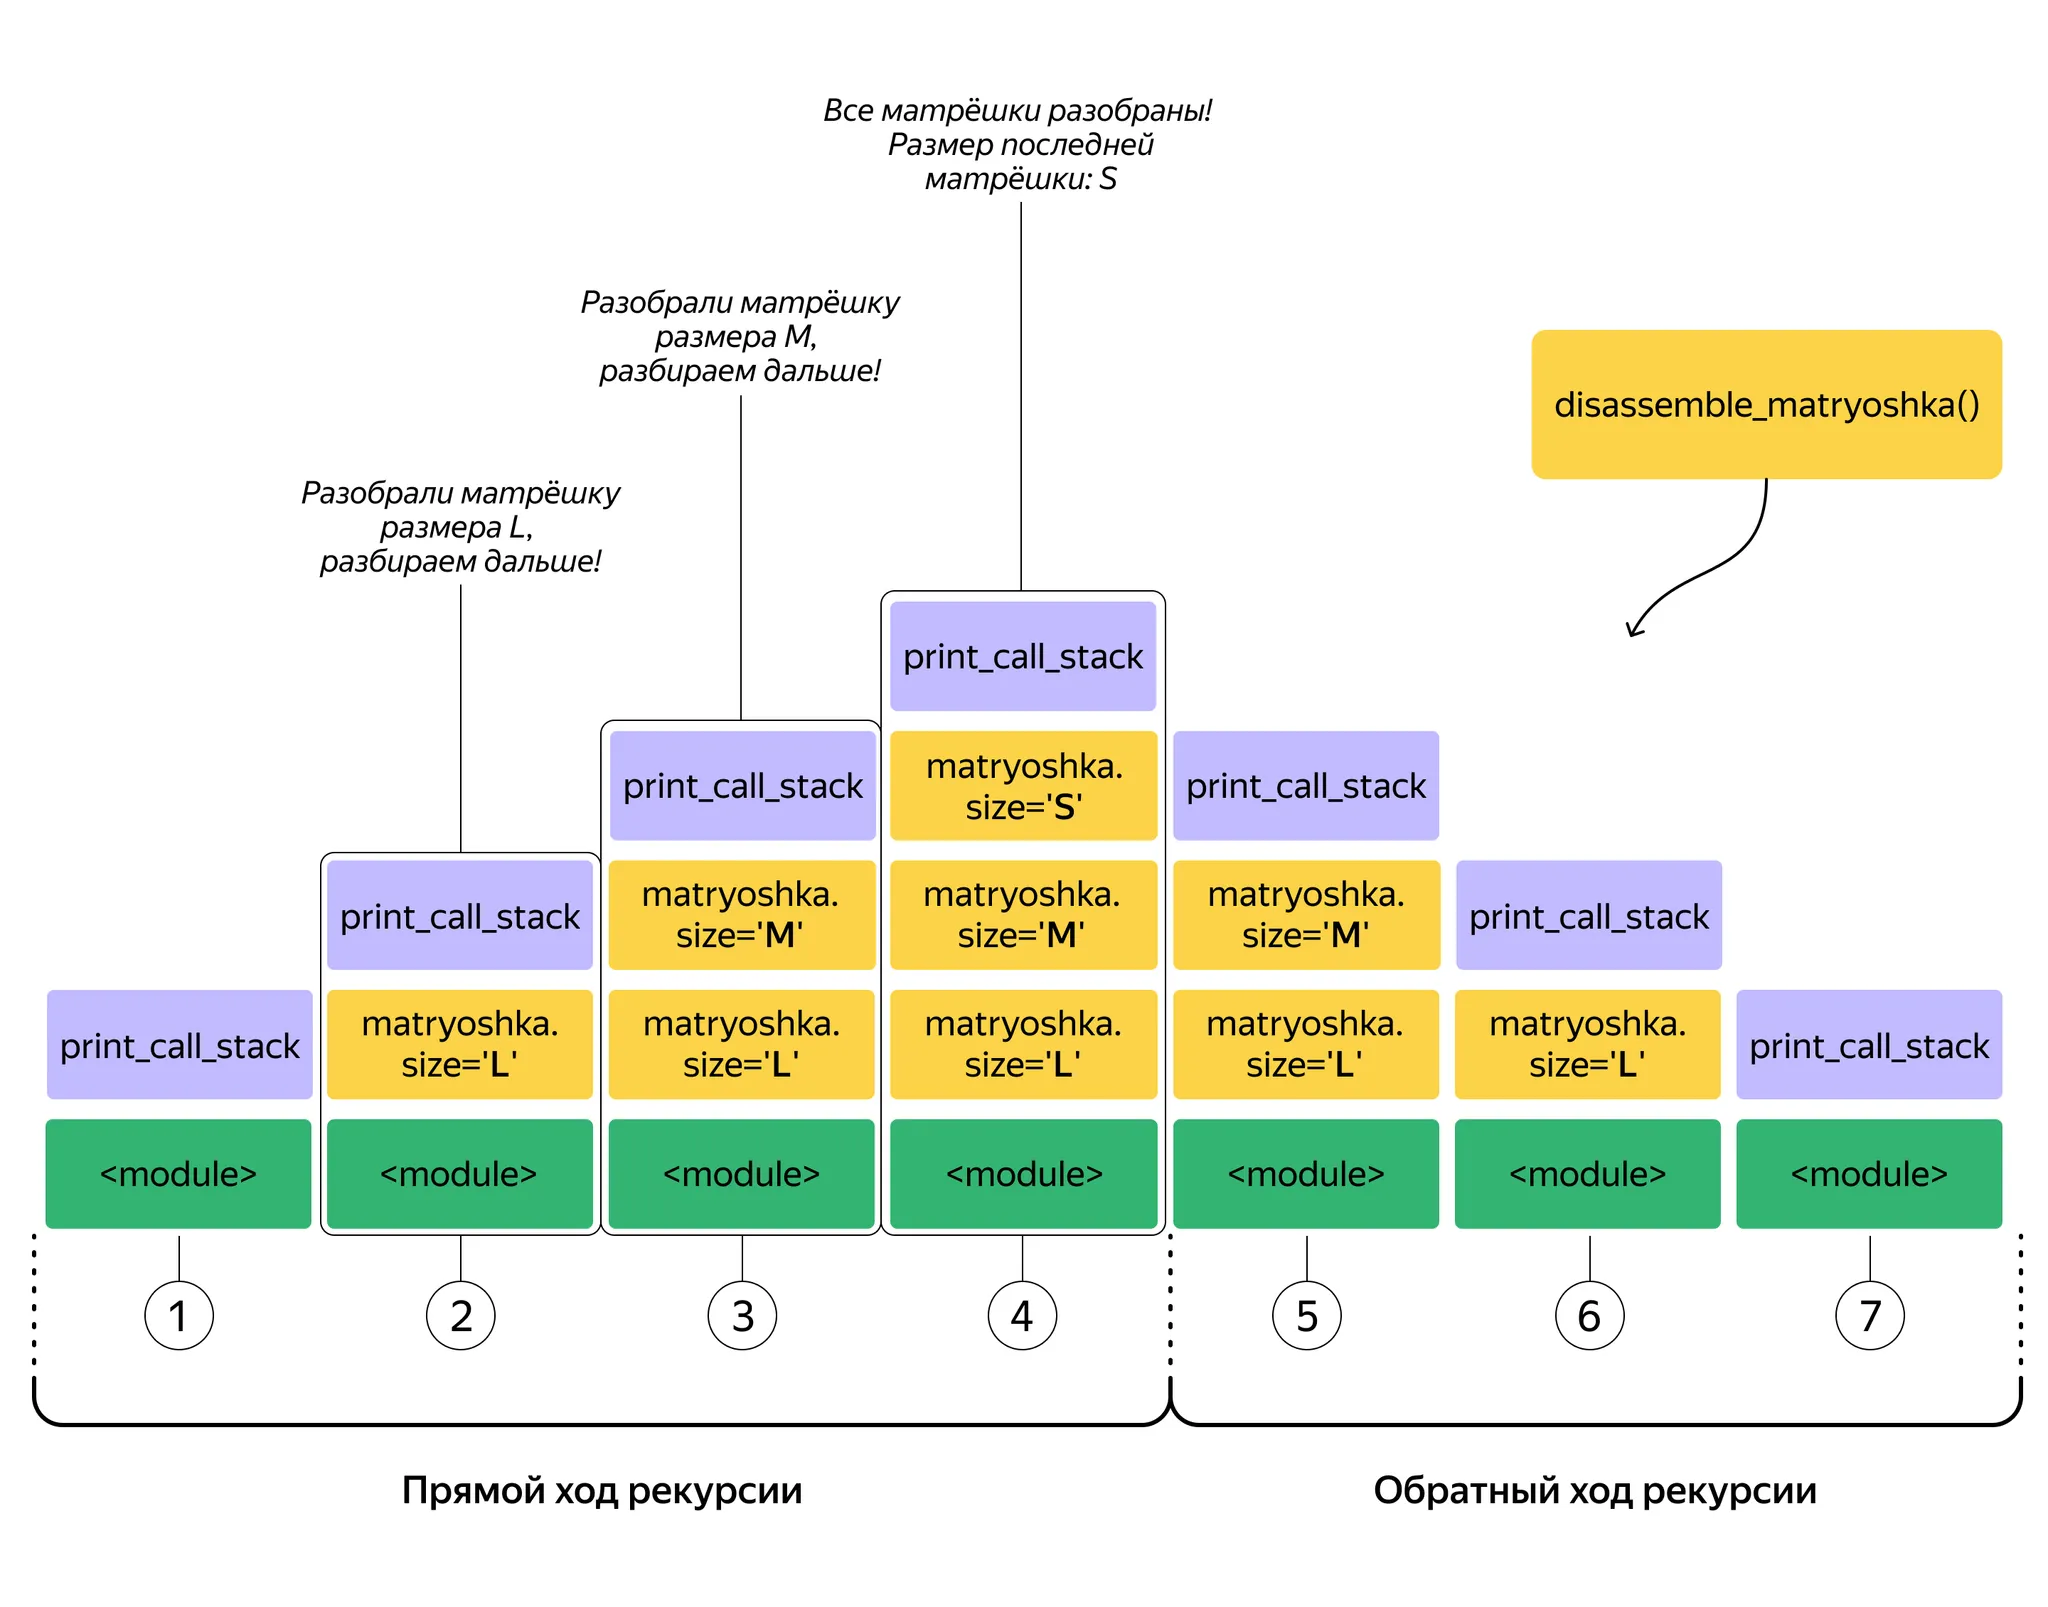 Все матрёшки разобраны!
Размер последней
матрёшки: S
Разобрали матрёшку
размера M,
разбираем дальше!
disassemble_matryoshka()
Разобрали матрёшку
размера L,
разбираем дальше!
print_call_stack
print_call_stack
matryoshka.
size='S'
print_call_stack
print_call_stack
matryoshka.
size='M'
matryoshka.
size='M'
matryoshka.
size='M'
print_call_stack
print_call_stack
matryoshka.
size='L'
matryoshka.
size='L'
matryoshka.
size='L'
matryoshka.
size='L'
matryoshka.
size='L'
print_call_stack
<module>
<module>
<module>
<module>
<module>
<module>
<module>
1
2
3
4
5
6
7
Прямой ход рекурсии
Обратный ход рекурсии